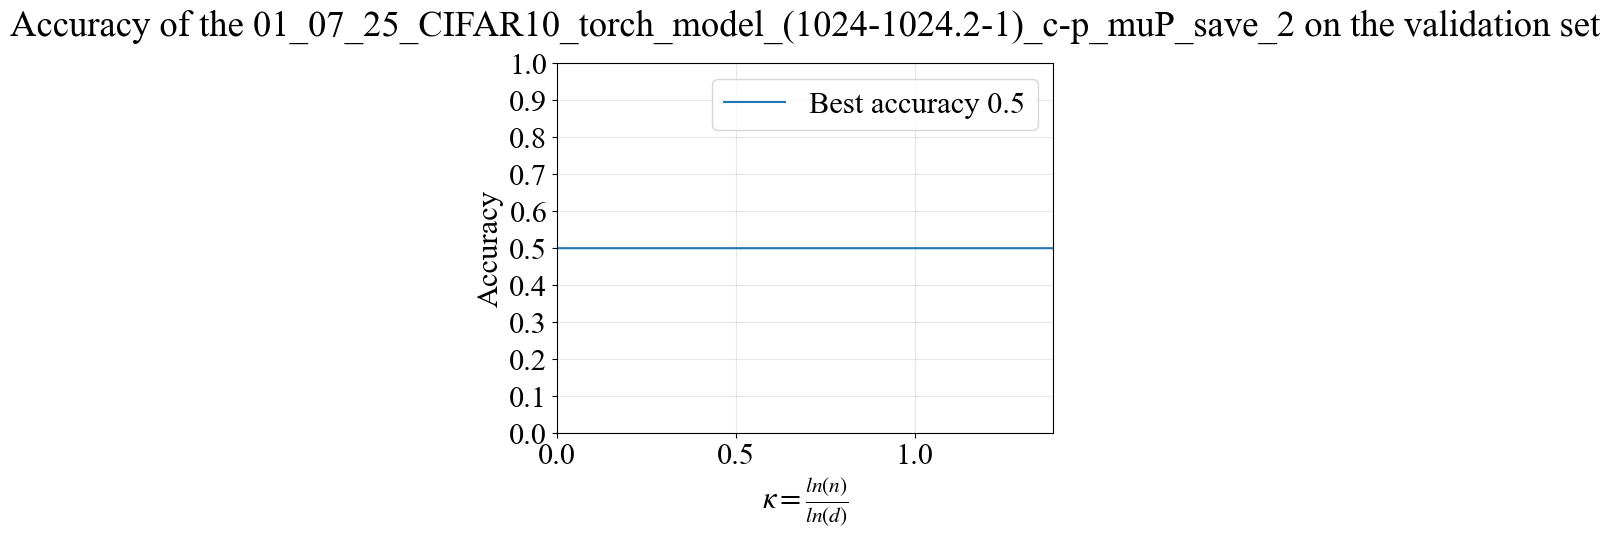 Accuracy of the 01_07_25_CIFAR10_torch_model_(1024-1024.2-1)_c-p_muP_save_2 on the validation set
1.0
Best accuracy 0.5
0.9
0.8
0.7
0.6
0.5
0.4
0.3
0.2
0.1
0.0
Accuracy
0.0 0.5 1.0
κ = ln(n)/ln(d)